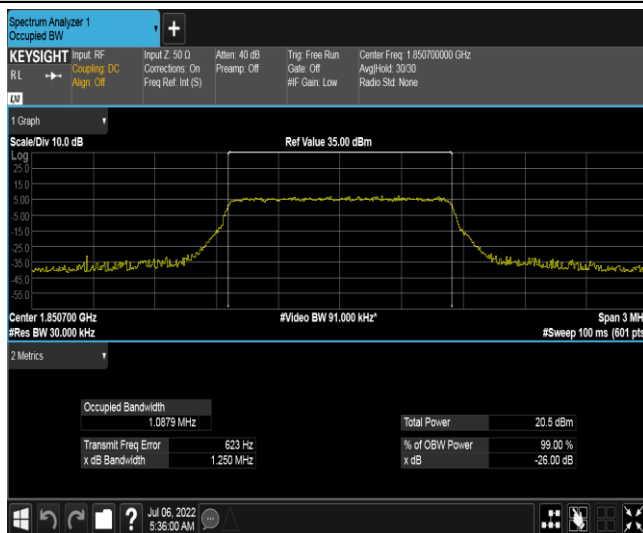 Spectrum Analyzer 1
Occupied BW
+
KEYSIGHT
RL
LXI
Input: RF
Coupling: DC
Align: Off
Input Z: 50 Ω
Corrections: On
Freq Ref: Int (S)
Atten: 40 dB
Preamp: Off
Trig: Free Run
Gate: Off
#IF Gain: Low
Center Freq: 1.850700000 GHz
Avg|Hold: 30/30
Radio Std: None
1 Graph
Scale/Div 10.0 dB
Ref Value 35.00 dBm
Log
25.0
15.0
5.00
-5.00
-15.0
-25.0
-35.0
-45.0
-55.0
Center 1.850700 GHz
#Video BW 91.000 kHz*
Span 3 MH
#Res BW 30.000 kHz
#Sweep 100 ms (601 pts
2 Metrics
Occupied Bandwidth
1.0879 MHz
Total Power 20.5 dBm
Transmit Freq Error 623 Hz
% of OBW Power 99.00 %
x dB Bandwidth 1.250 MHz
x dB -26.00 dB
?
Jul 06, 2022
5:36:00 AM